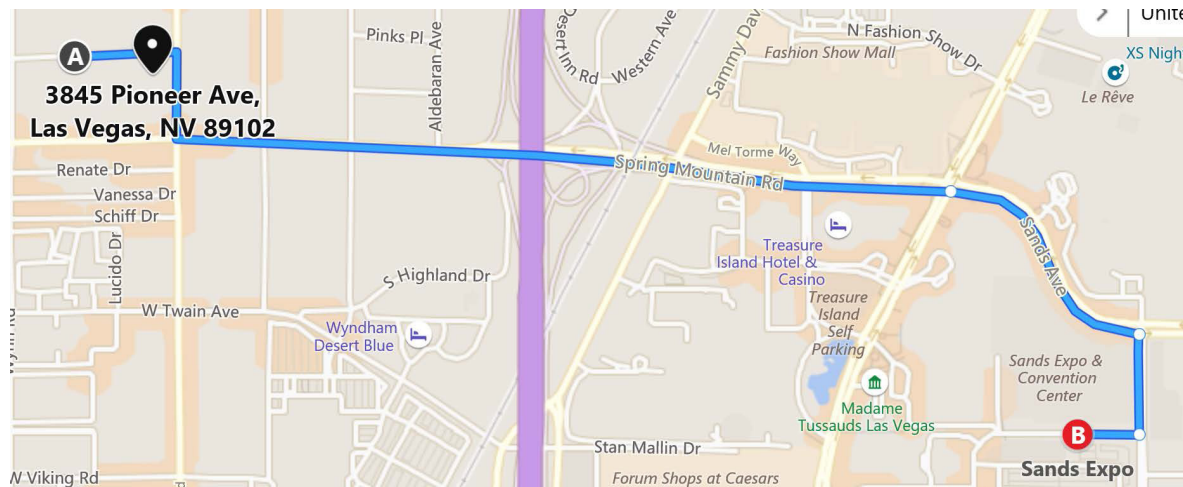 Unite
XS Nigh
Le Rêve
N Fashion Show Dr
Fashion Show Mall
Sammy Dav
Desert Inn Rd
Western Ave
Pinks Pl
Aldebaran Ave
A
3845 Pioneer Ave,
Las Vegas, NV 89102
Mel Torme Way
Spring Mountain Rd
Renate Dr
Vanessa Dr
Schiff Dr
Lucido Dr
Sands Ave
Treasure
Island Hotel &
Casino
S Highland Dr
Treasure
Island
Self
Parking
W Twain Ave
Wyndham
Desert Blue
Sands Expo &
Convention
Center
Madame
Tussauds Las Vegas
B
Sands Expo
Stan Mallin Dr
Forum Shops at Caesars
W Viking Rd